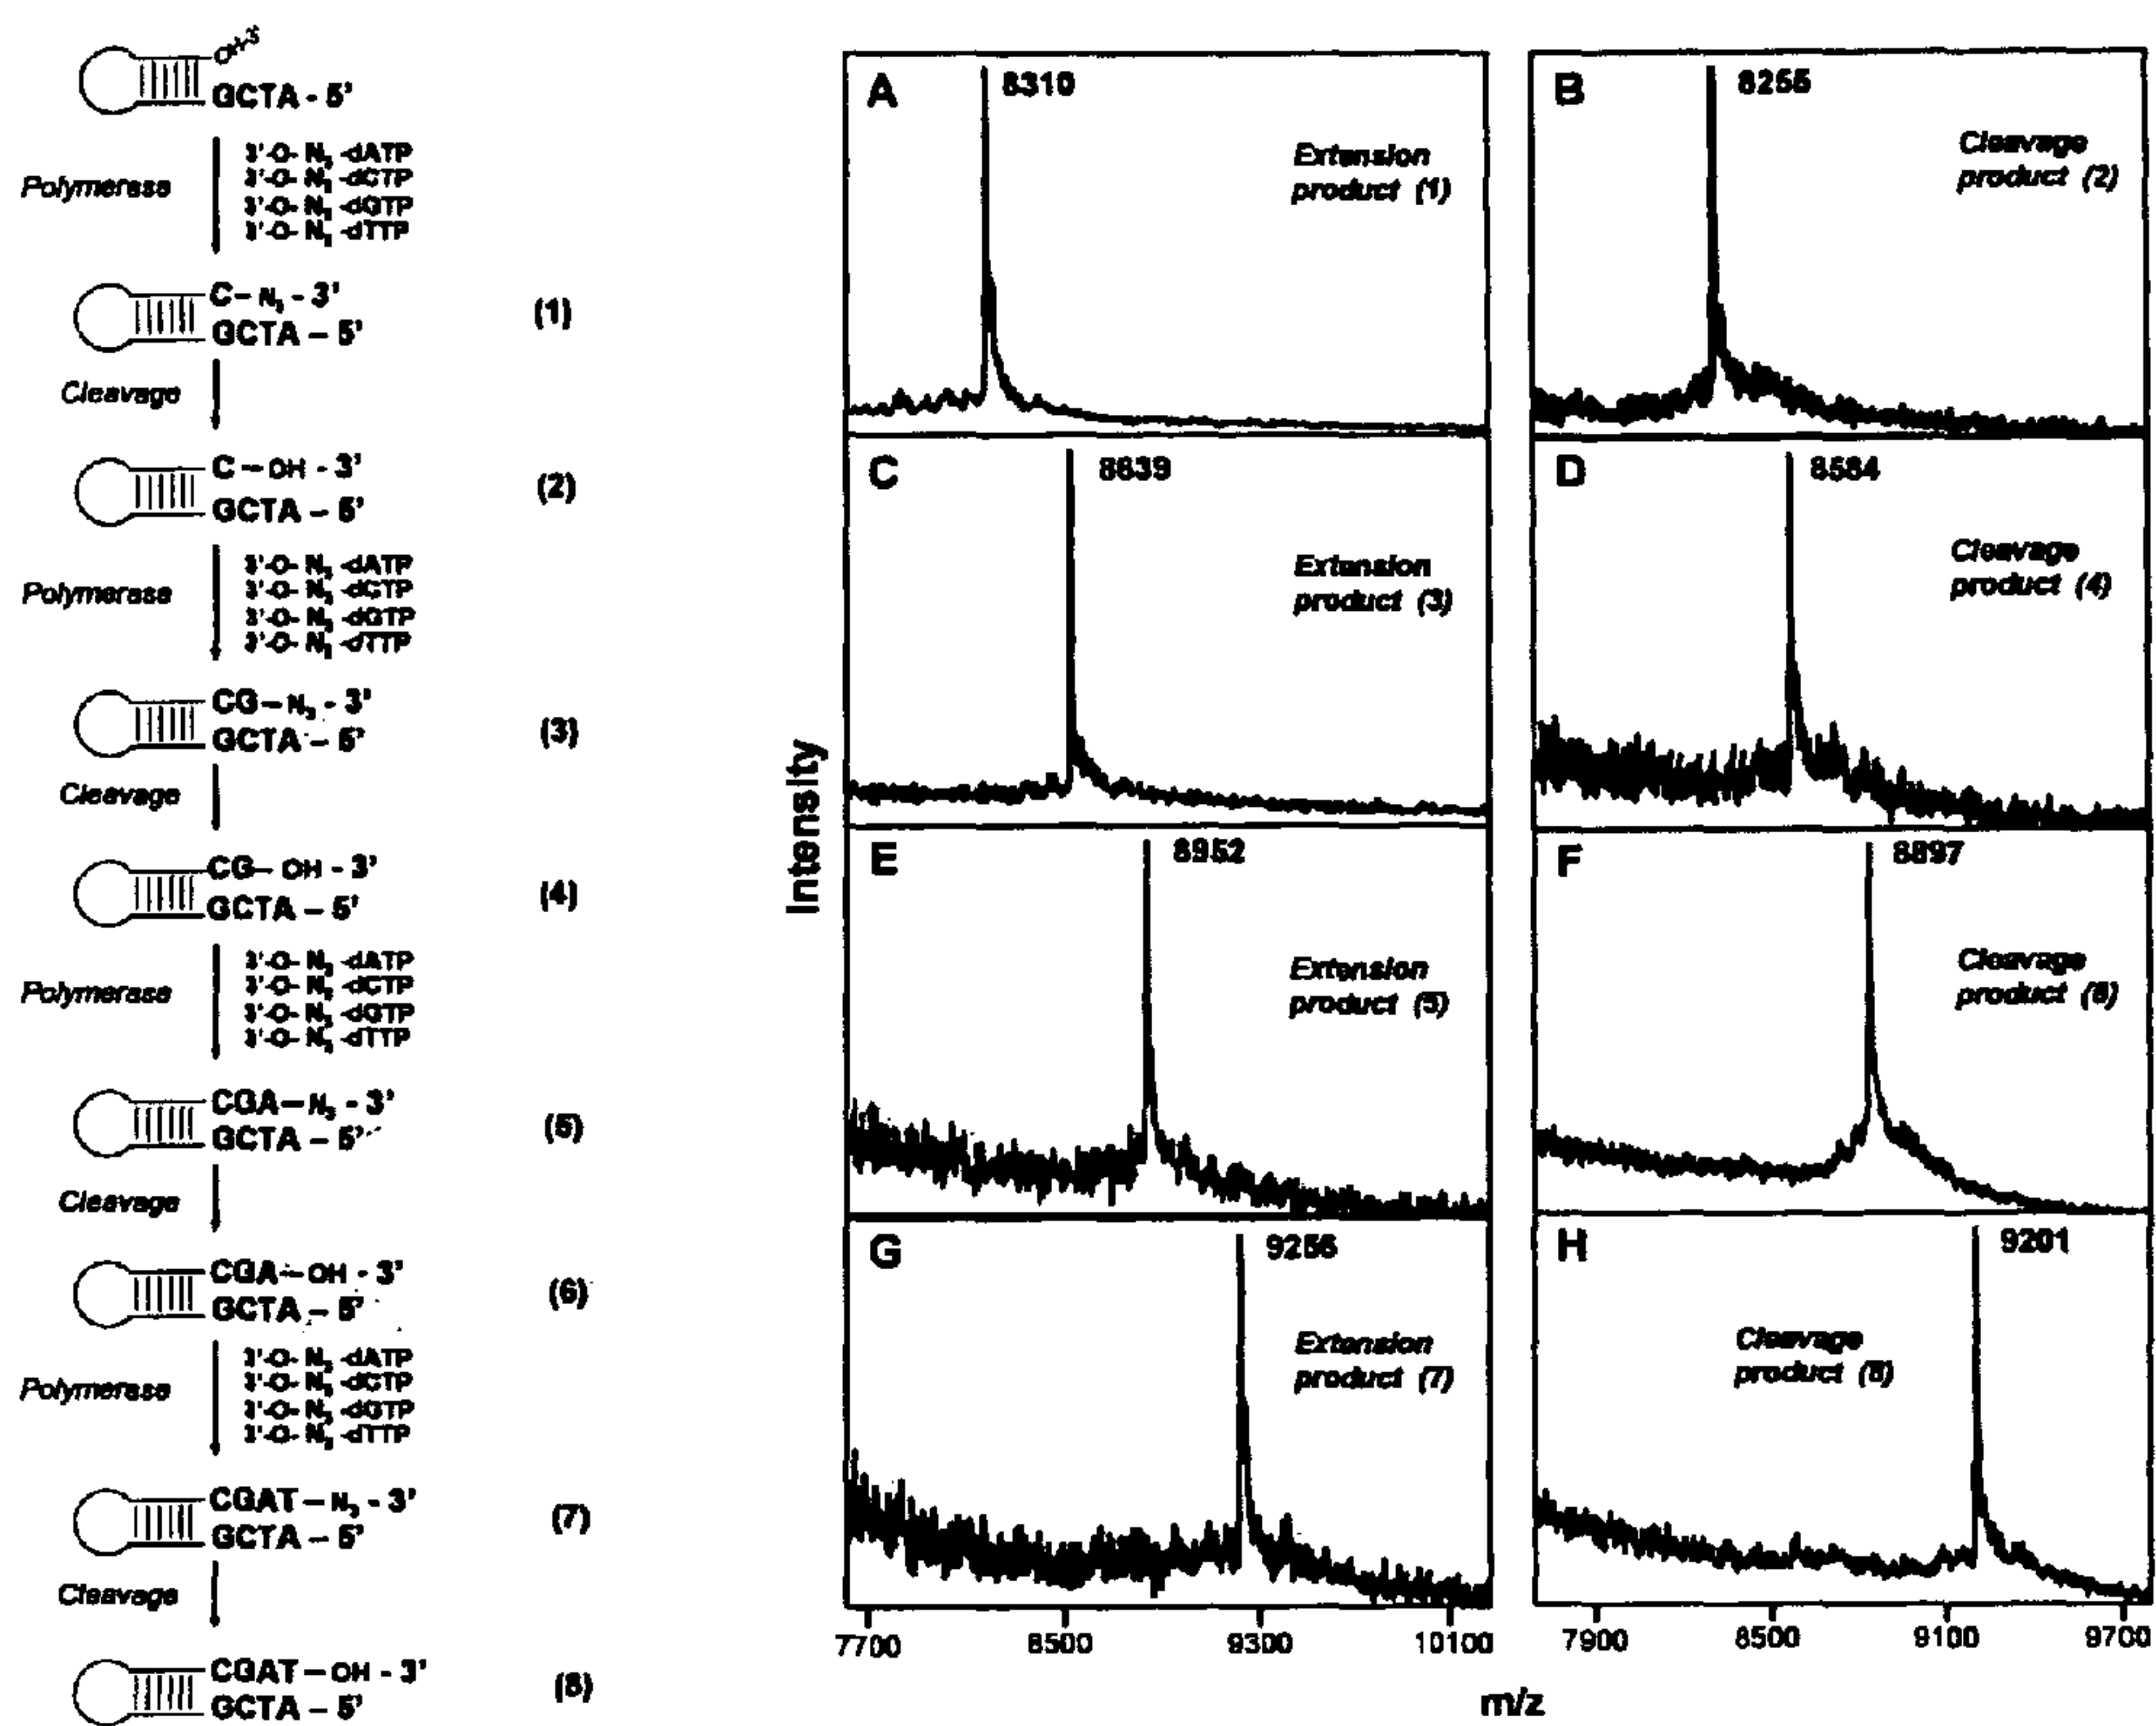 OH-3'
GCTA - 5'
Polymerase
3'-O- N3 -dATP
3'-O- N3 -dCTP
3'-O- N3 -dGTP
3'-O- N3 -dTTP
C- N3 - 3'
GCTA - 5'
(1)
Cleavage
C - OH - 3'
GCTA - 5'
(2)
Polymerase
3'-O- N3 -dATP
3'-O- N3 -dCTP
3'-O- N3 -dGTP
3'-O- N3 -dTTP
CG- N3 - 3'
GCTA - 5'
(3)
Cleavage
CG- OH - 3'
GCTA - 5'
(4)
Polymerase
3'-O- N3 -dATP
3'-O- N3 -dCTP
3'-O- N3 -dGTP
3'-O- N3 -dTTP
CGA- N3 - 3'
GCTA - 5'
(5)
Cleavage
CGA- OH - 3'
GCTA - 5'
(6)
Polymerase
3'-O- N3 -dATP
3'-O- N3 -dCTP
3'-O- N3 -dGTP
3'-O- N3 -dTTP
CGAT- N3 - 3'
GCTA - 5'
(7)
Cleavage
CGAT- OH - 3'
GCTA - 5'
(8)
Intensity
A
8310
Extension
product (1)
B
8255
Cleavage
product (2)
C
8639
Extension
product (3)
D
8584
Cleavage
product (4)
E
8952
Extension
product (5)
F
8897
Cleavage
product (6)
G
9256
Extension
product (7)
H
9201
Cleavage
product (8)
7700 8500 9300 10100
7900 8500 9100 9700
m/z